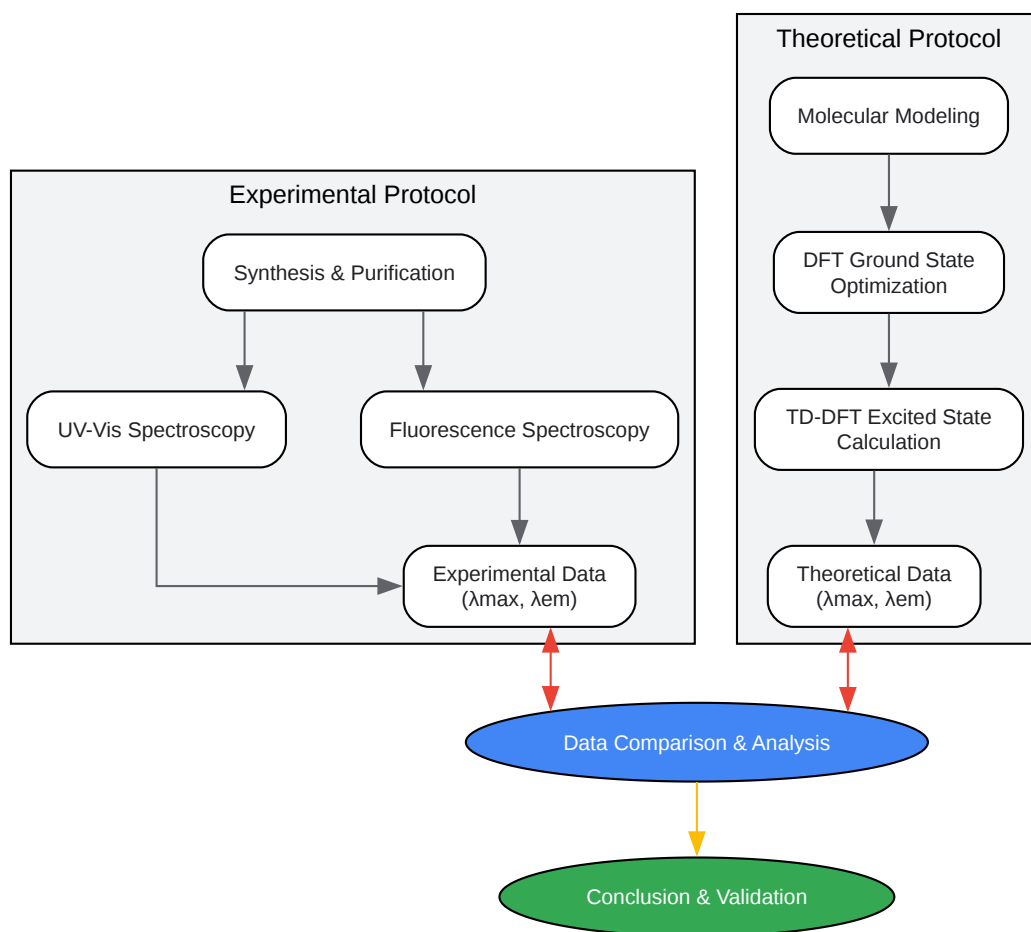 Theoretical Protocol
Molecular Modeling
DFT Ground State
Optimization
TD-DFT Excited State
Calculation
Theoretical Data
(λmax, λem)
Experimental Protocol
Synthesis & Purification
UV-Vis Spectroscopy
Fluorescence Spectroscopy
Experimental Data
(λmax, λem)
Data Comparison & Analysis
Conclusion & Validation